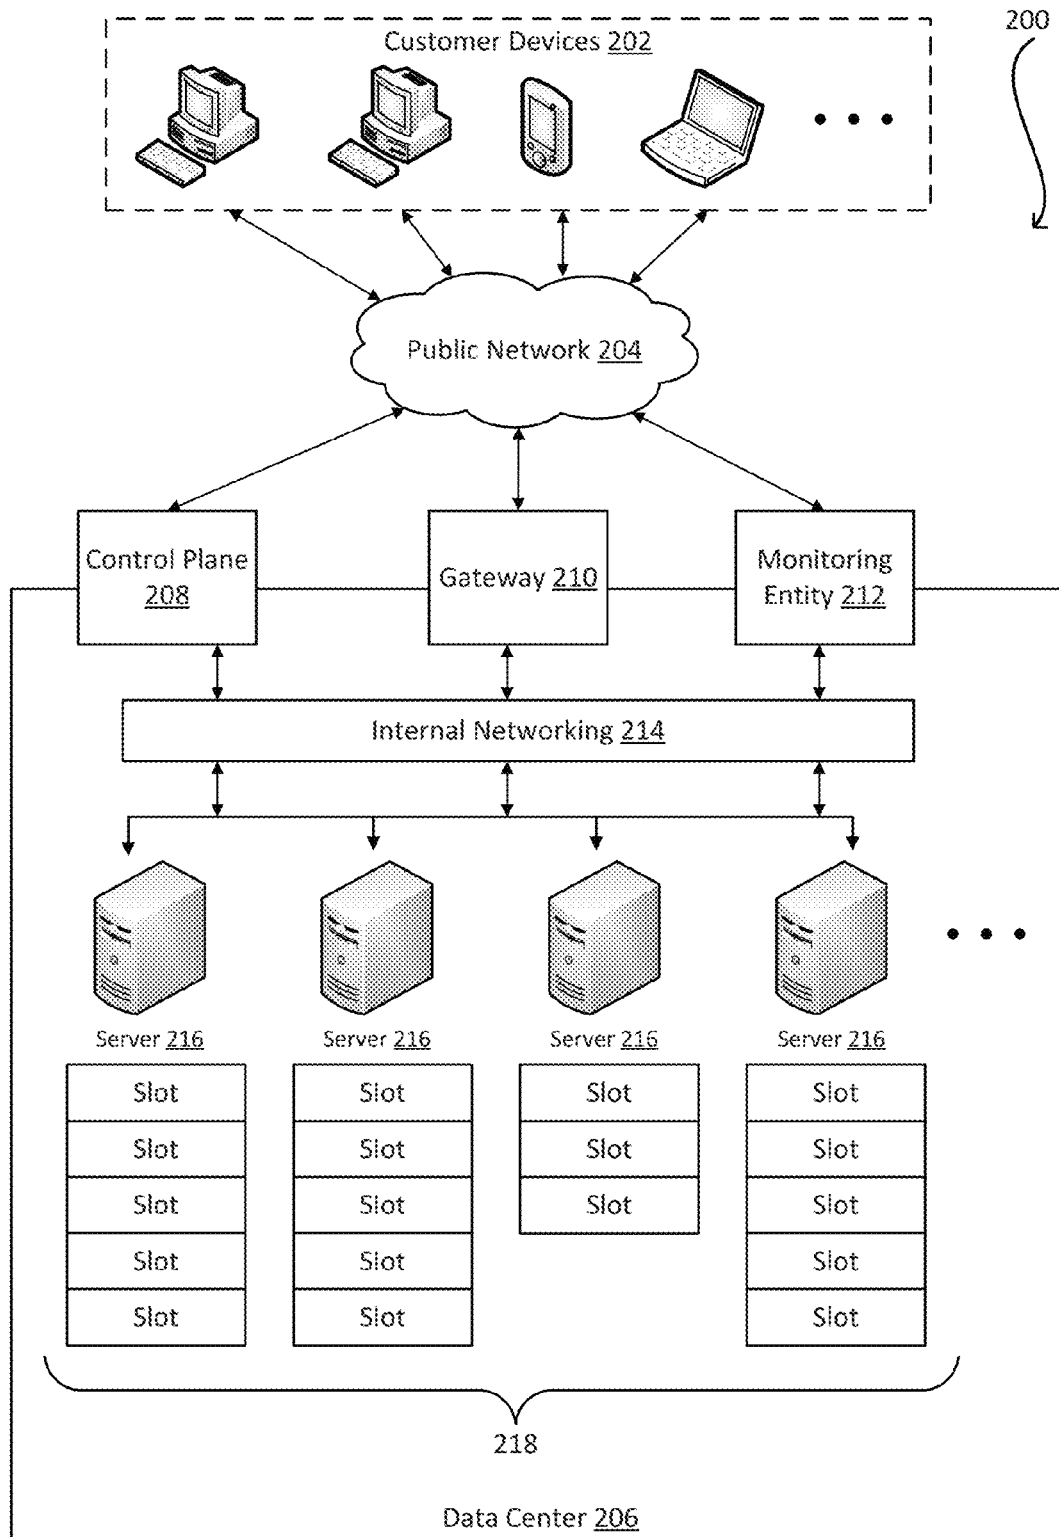 200
Customer Devices 202
Public Network 204
Control Plane
208
Gateway 210
Monitoring
Entity 212
Internal Networking 214
Server 216 Server 216 Server 216 Server 216
Slot Slot Slot Slot
Slot Slot Slot Slot
Slot Slot Slot Slot
Slot Slot Slot
Slot Slot Slot
218
Data Center 206